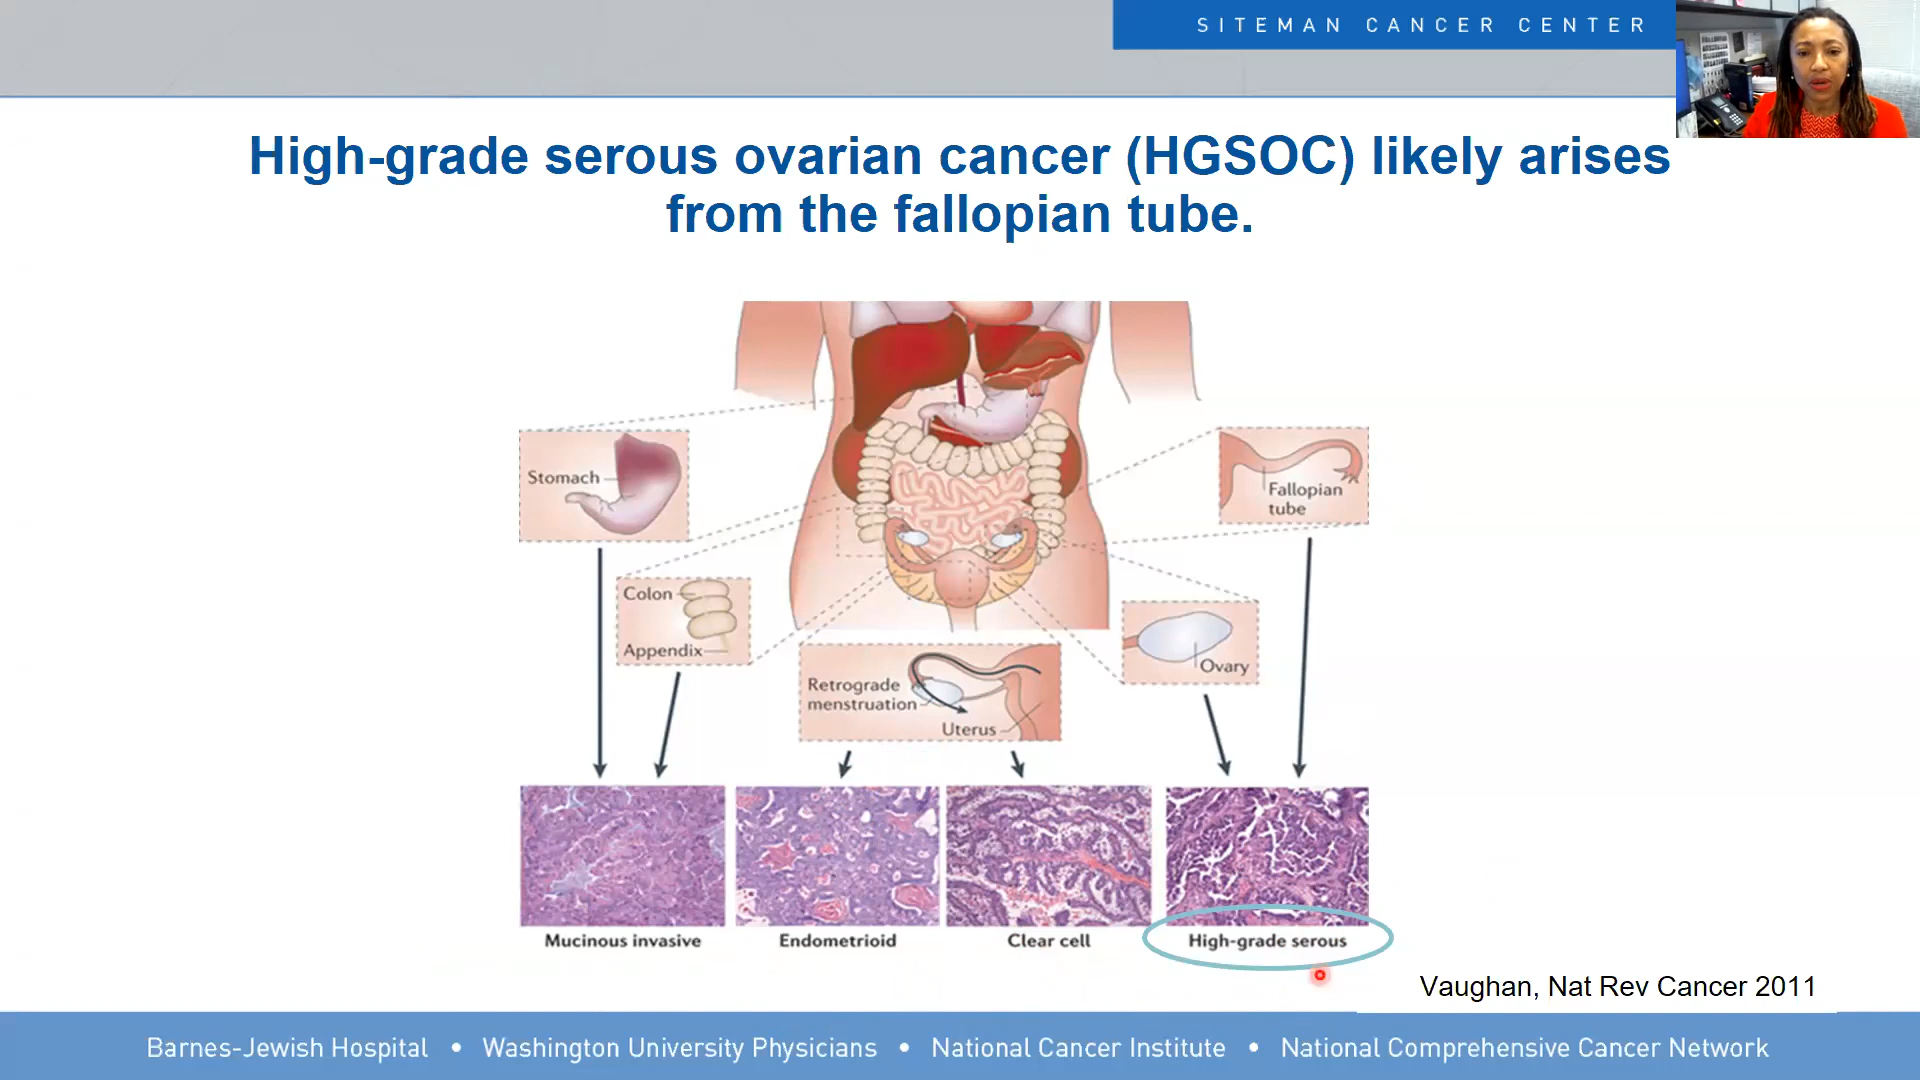 SITEMAN CANCER CENTER
High-grade serous ovarian cancer (HGSOC) likely arises
from the fallopian tube.
Stomach
Fallopian
tube
Colon
Appendix
Retrograde
menstruation
Uterus
Ovary
Mucinous invasive
Endometrioid
Clear cell
High-grade serous
Vaughan, Nat Rev Cancer 2011
Barnes-Jewish Hospital • Washington University Physicians • National Cancer Institute • National Comprehensive Cancer Network